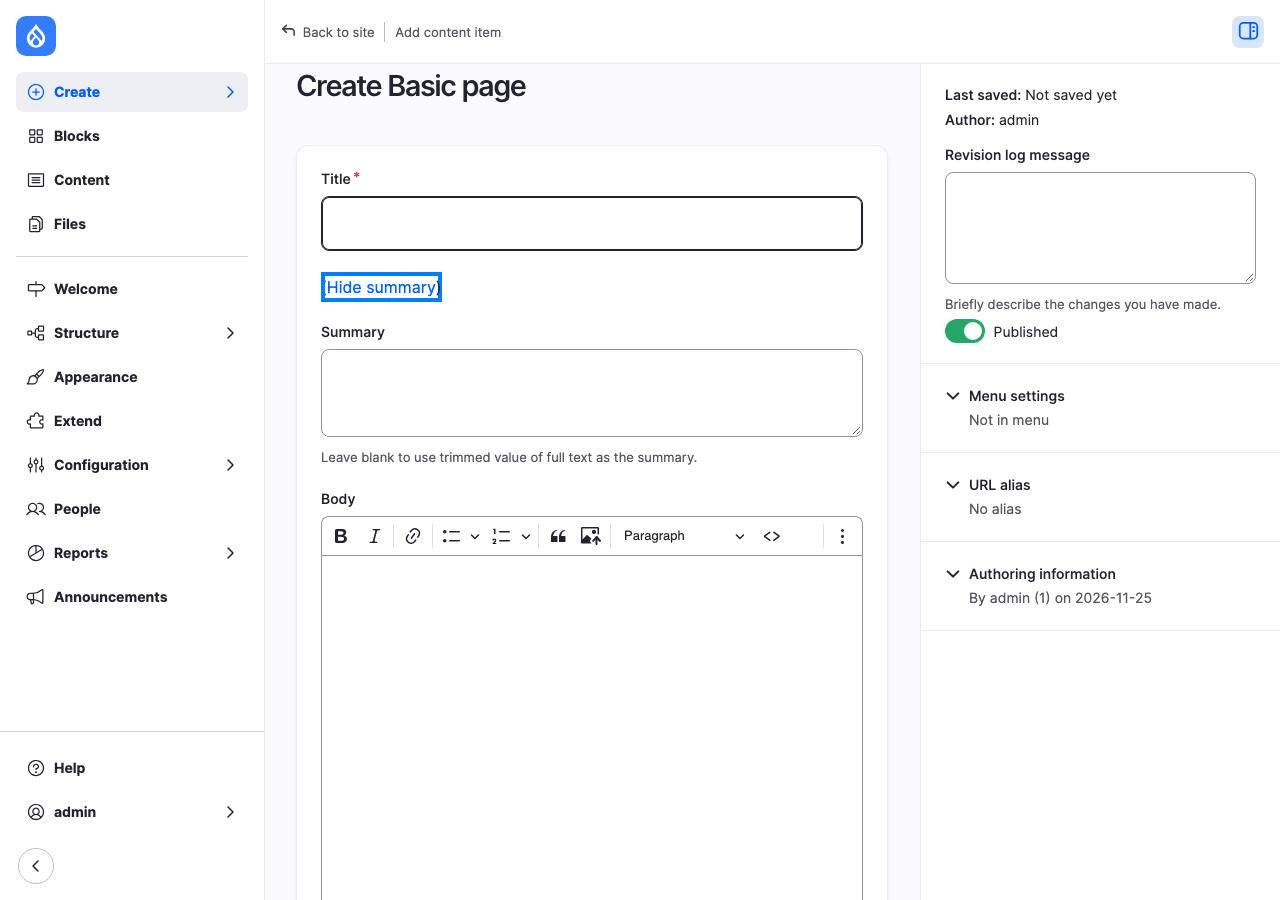 Back to site
Add content item
Create
Blocks
Content
Files
Welcome
Structure
Appearance
Extend
Configuration
People
Reports
Announcements
Help
admin
Create Basic page
Title*
(Hide summary)
Summary
Leave blank to use trimmed value of full text as the summary.
Body
Paragraph
Last saved: Not saved yet
Author: admin
Revision log message
Briefly describe the changes you have made.
Published
Menu settings
Not in menu
URL alias
No alias
Authoring information
By admin (1) on 2026-11-25